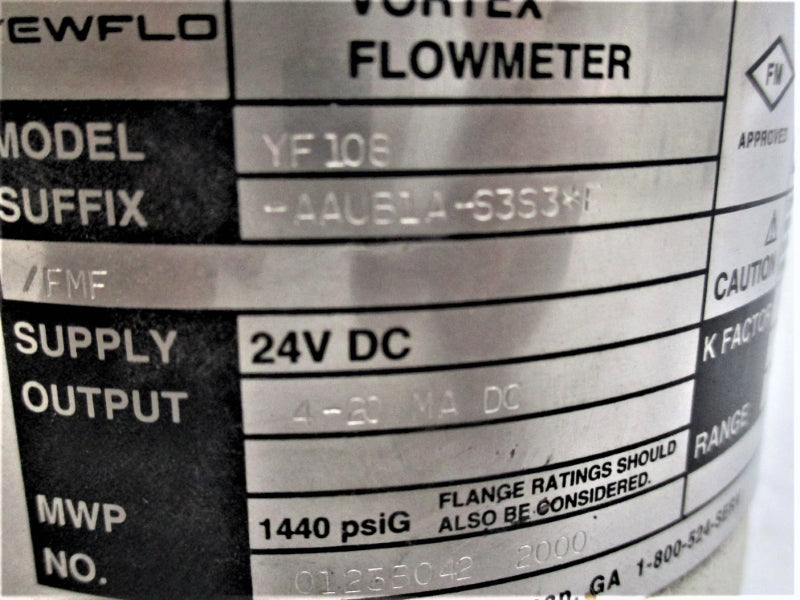 YEWFLO
VORTEX
FLOWMETER
FM
APPROVED
MODEL YF108
SUFFIX -AAUB1A-S3S3*
/FMF
CAUTION
SUPPLY 24V DC
K FACTOR
OUTPUT 4-20 MA DC
RANGE
MWP 1440 psiG FLANGE RATINGS SHOULD
ALSO BE CONSIDERED.
NO. 2000
GA 1-800-524-SERV